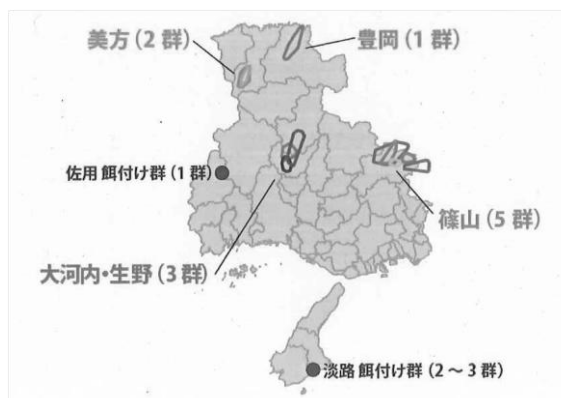 美方(2群)
豊岡(1群)
佐用 餌付け群(1群)
篠山(5群)
大河内・生野(3群)
淡路 餌付け群(2~3群)